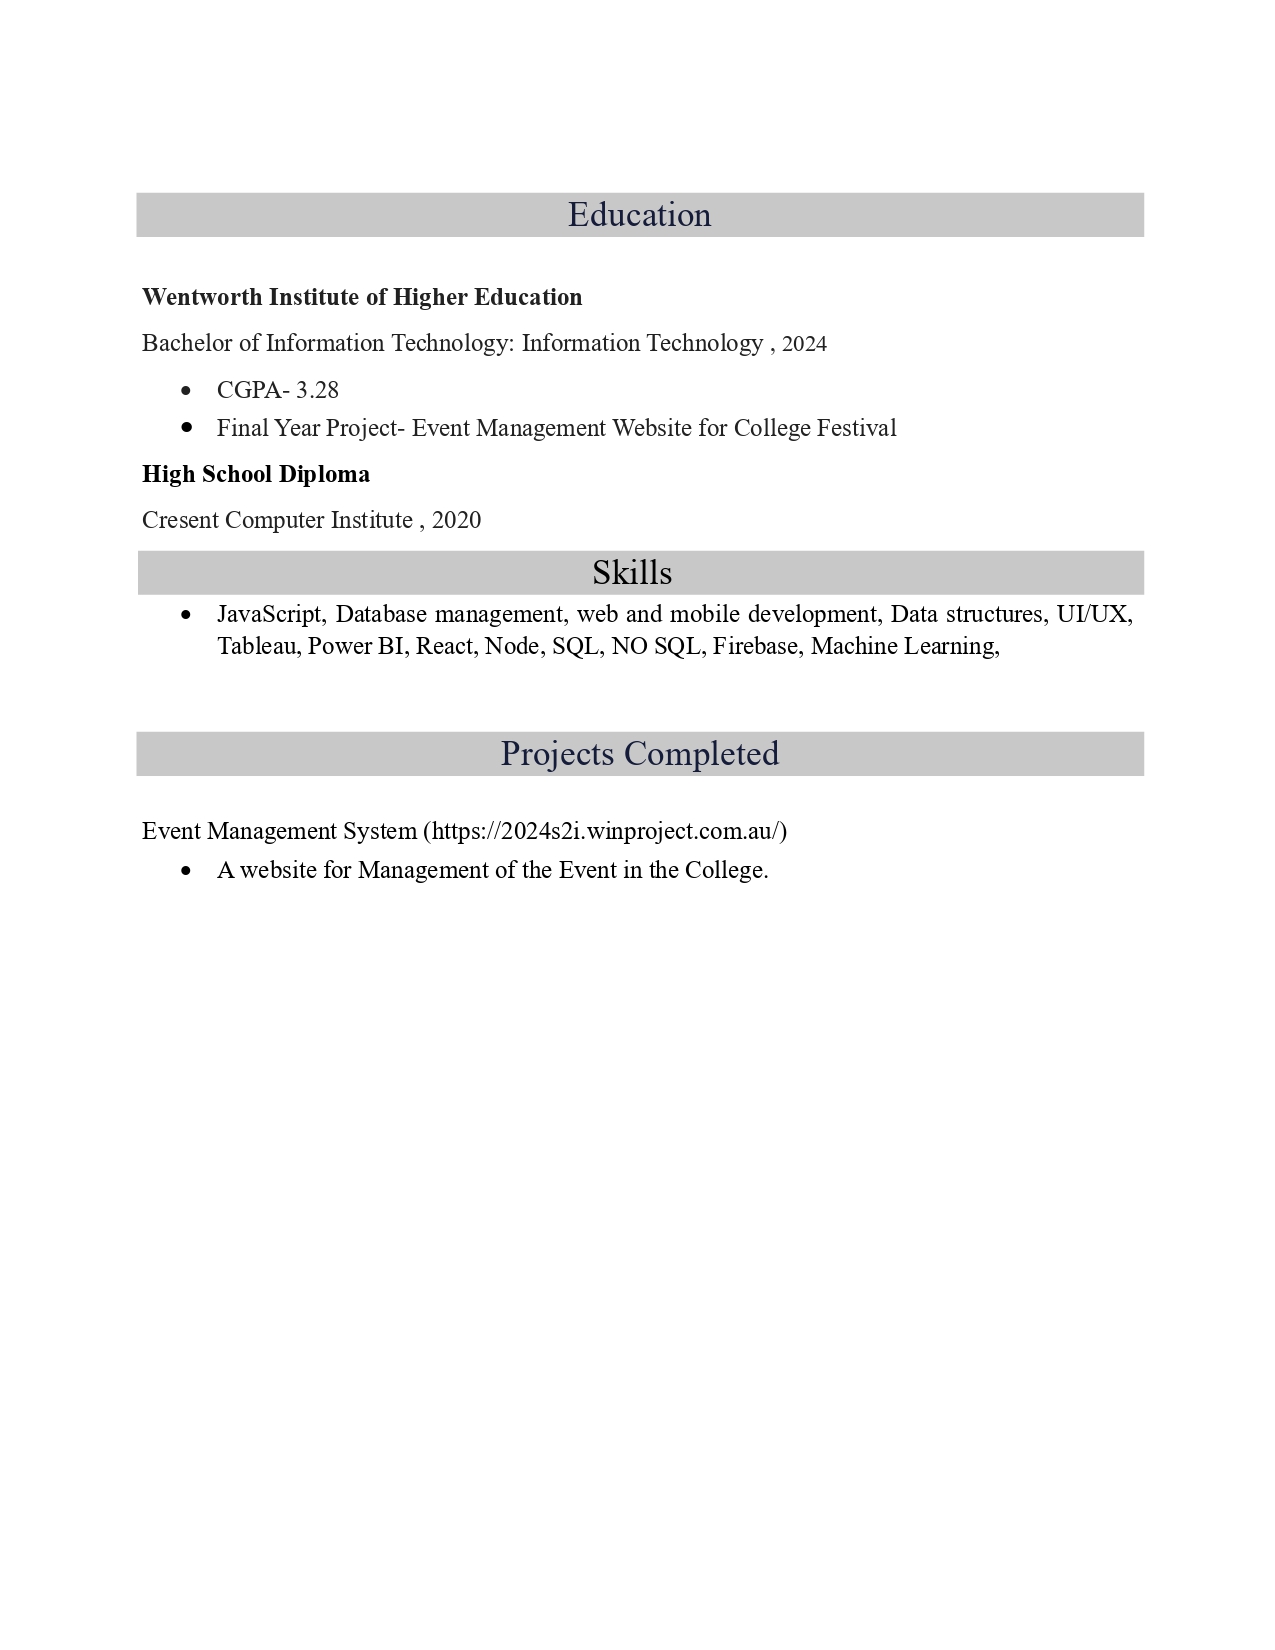 Education
Wentworth Institute of Higher Education
Bachelor of Information Technology: Information Technology , 2024
• CGPA- 3.28
• Final Year Project- Event Management Website for College Festival
High School Diploma
Cresent Computer Institute , 2020
Skills
• JavaScript, Database management, web and mobile development, Data structures, UI/UX,
Tableau, Power BI, React, Node, SQL, NO SQL, Firebase, Machine Learning,
Projects Completed
Event Management System (https://2024s2i.winproject.com.au/)
• A website for Management of the Event in the College.